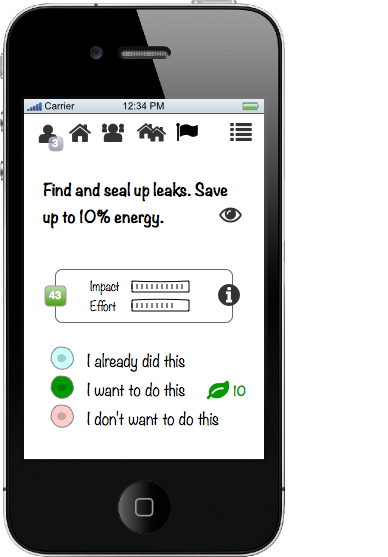 Carrier 12:34 PM
3
Find and seal up leaks. Save
up to 10% energy.
43 Impact
Effort
I already did this
I want to do this 10
I don't want to do this